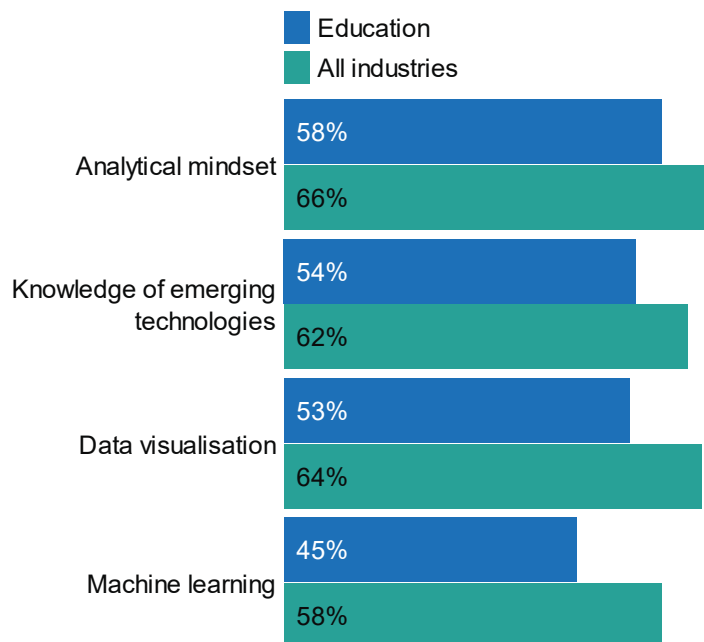 Education
All industries
58%
Analytical mindset
66%
54%
Knowledge of emerging
technologies
62%
53%
Data visualisation
64%
45%
Machine learning
58%